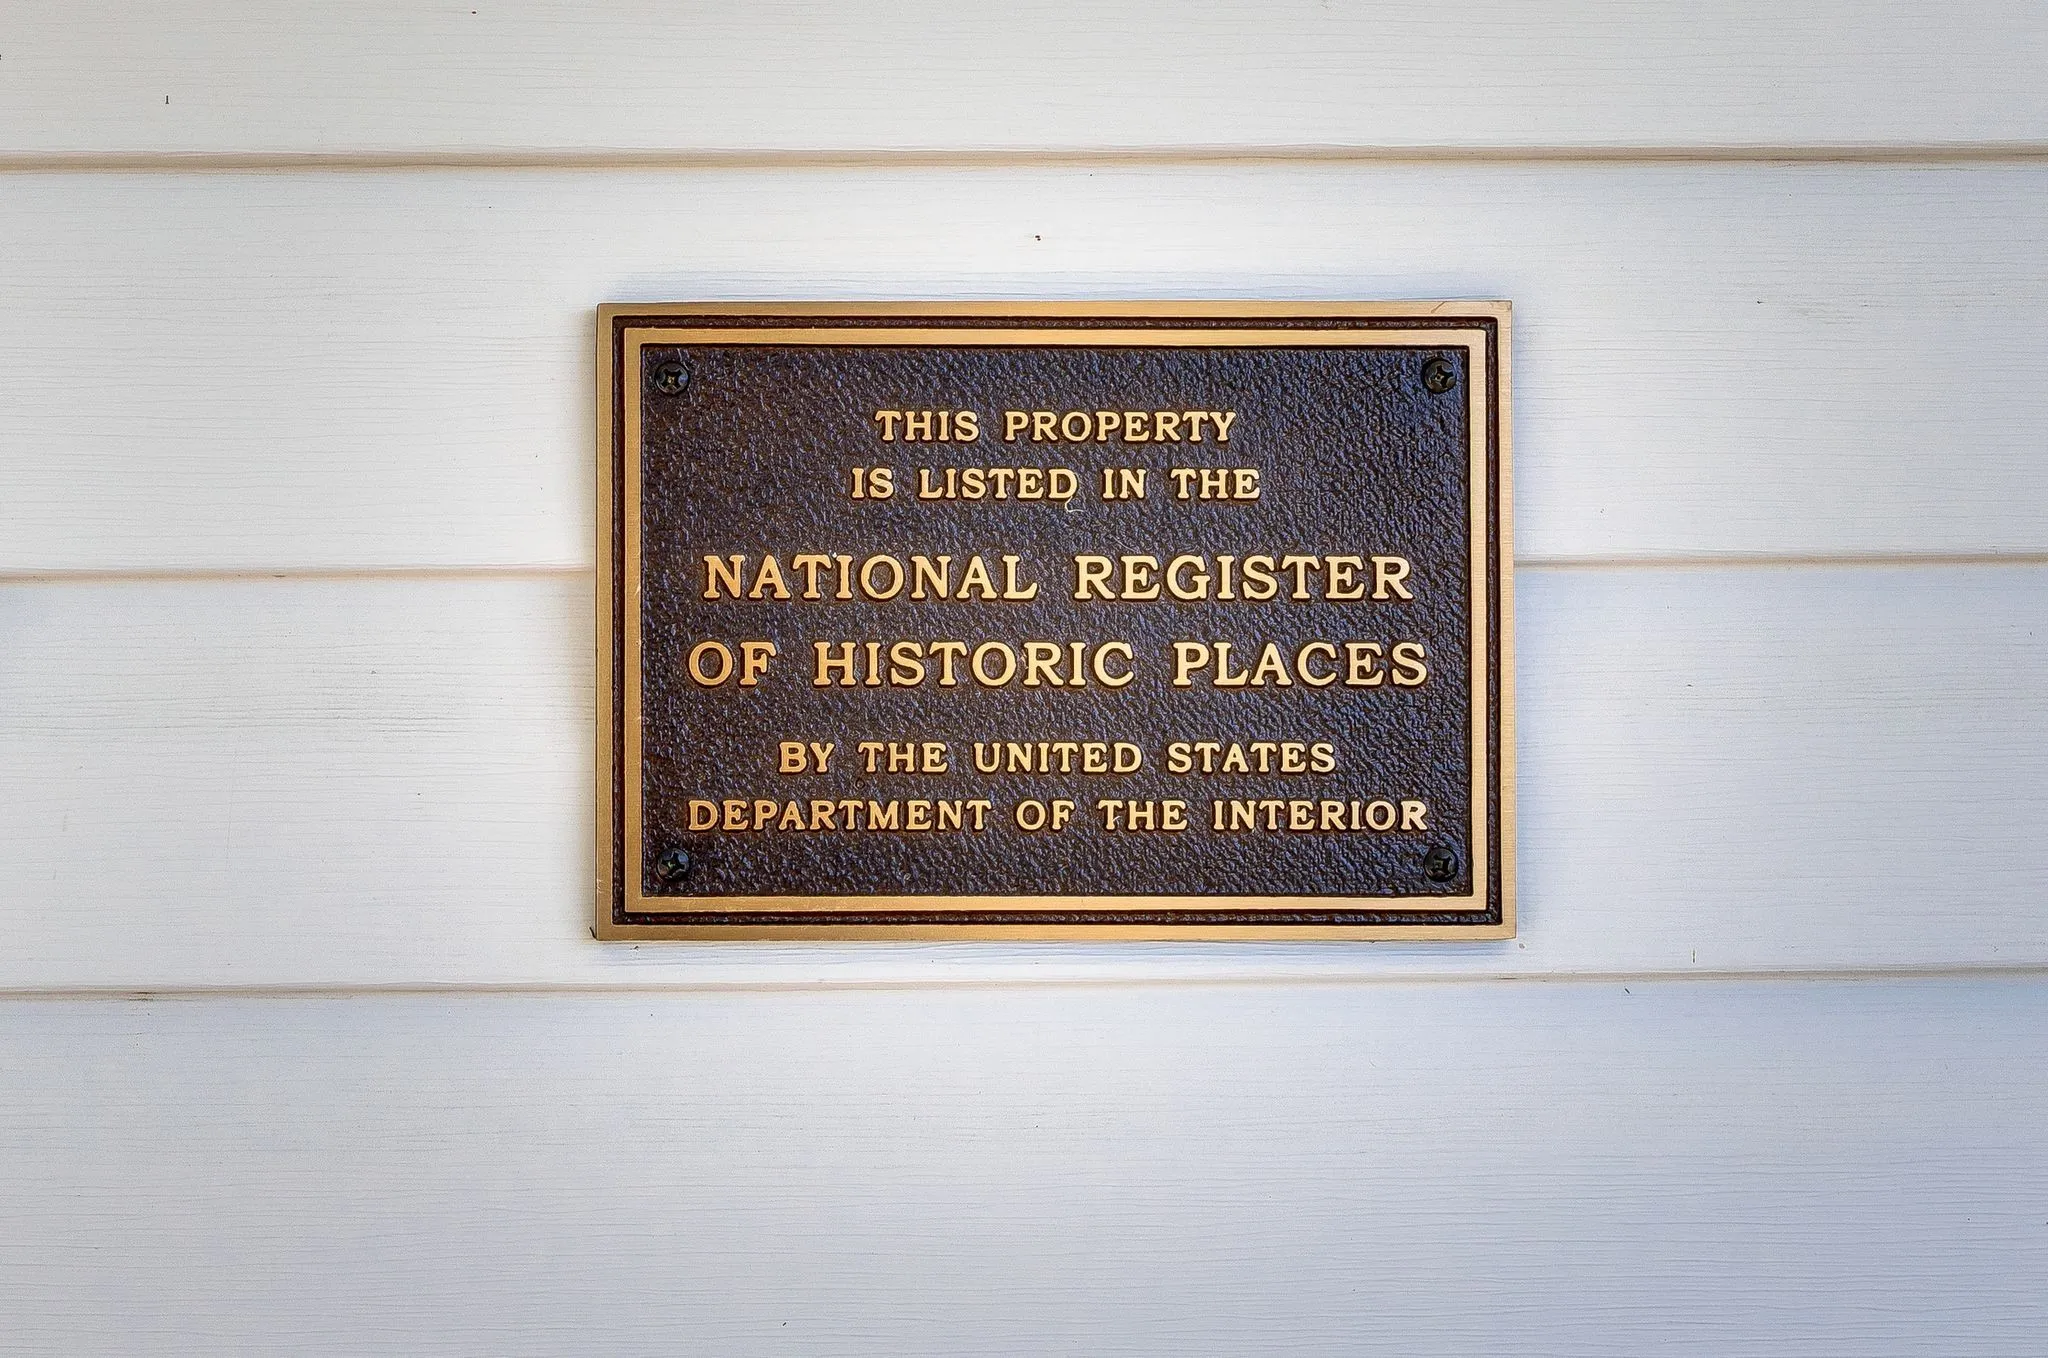 THIS PROPERTY
IS LISTED IN THE
NATIONAL REGISTER
OF HISTORIC PLACES
BY THE UNITED STATES
DEPARTMENT OF THE INTERIOR